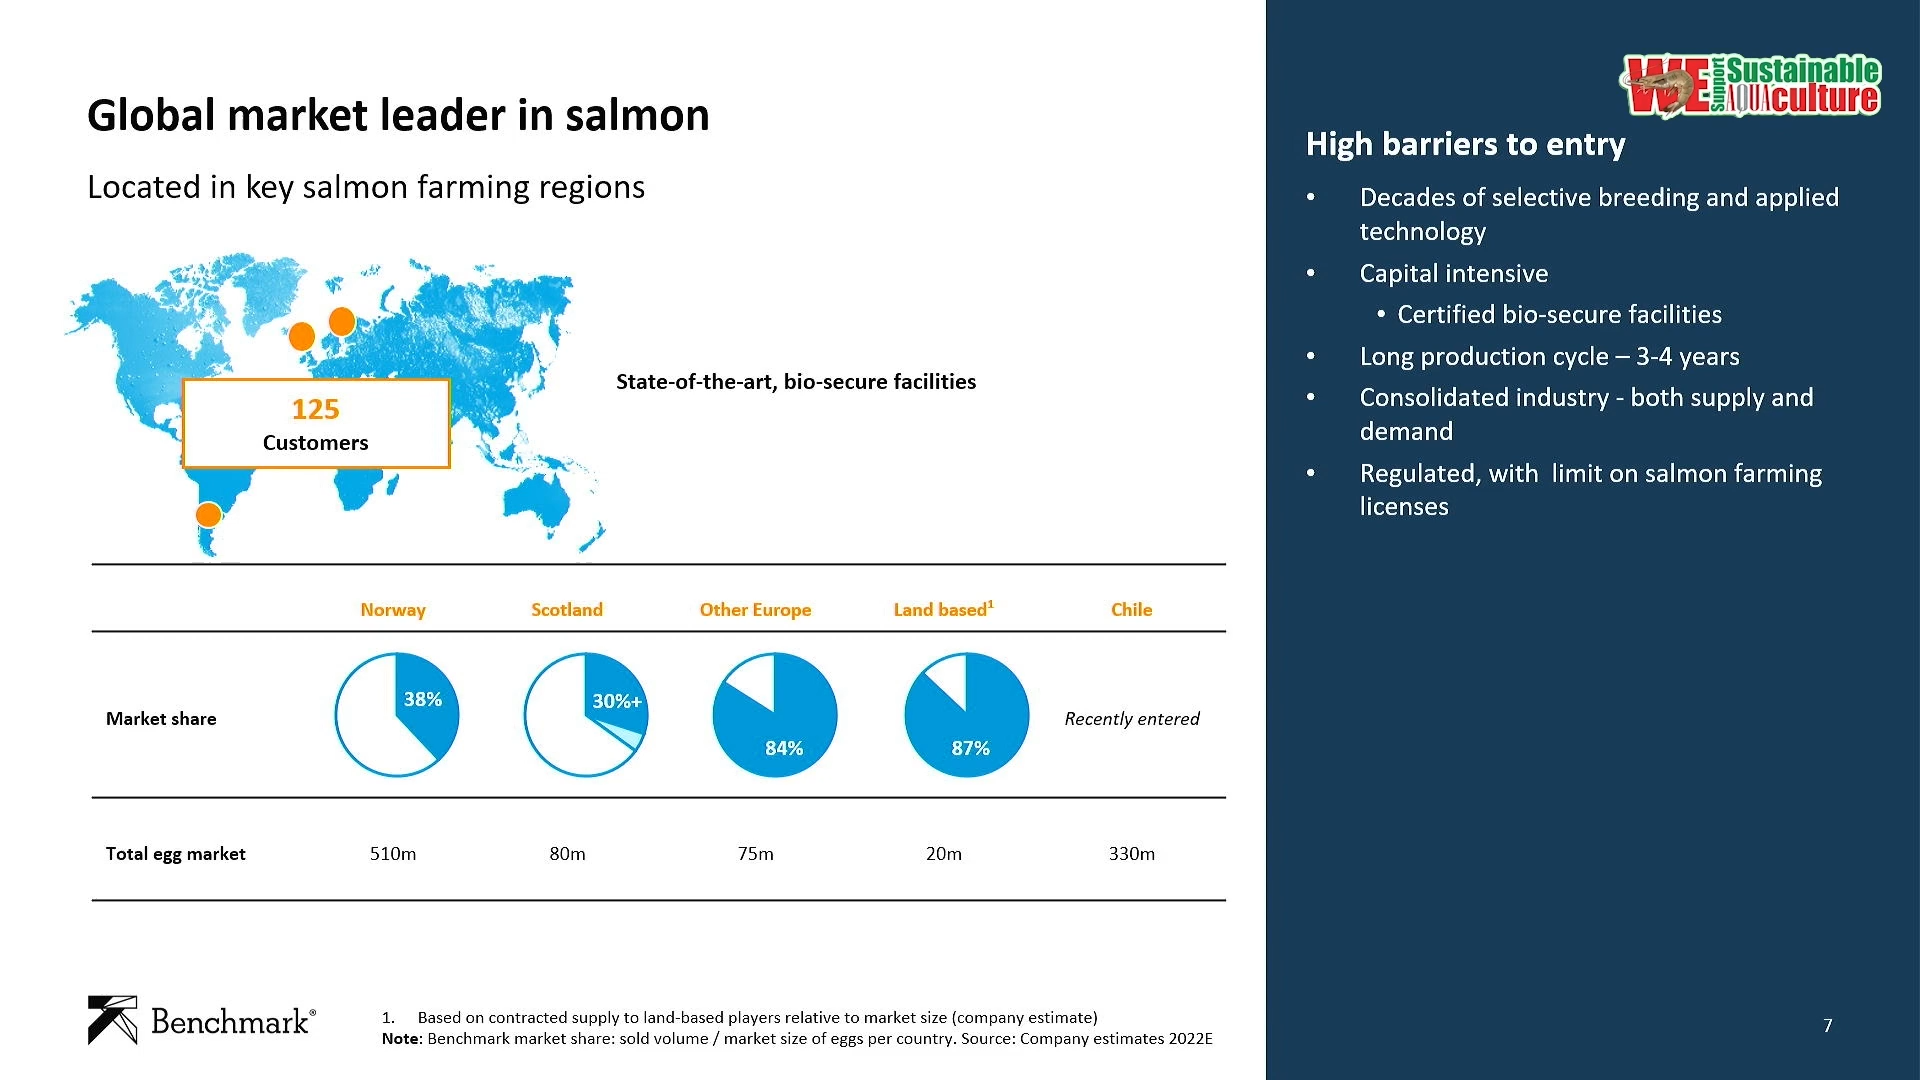 Global market leader in salmon
Located in key salmon farming regions
125
Customers
State-of-the-art, bio-secure facilities
Norway Scotland Other Europe Land based¹ Chile
Market share 38% 30%+ 84% 87% Recently entered
Total egg market 510m 80m 75m 20m 330m
Benchmark®
1. Based on contracted supply to land-based players relative to market size (company estimate)
Note: Benchmark market share: sold volume / market size of eggs per country. Source: Company estimates 2022E
WE Support Sustainable
AQUAculture
High barriers to entry
• Decades of selective breeding and applied
technology
• Capital intensive
• Certified bio-secure facilities
• Long production cycle – 3-4 years
• Consolidated industry - both supply and
demand
• Regulated, with limit on salmon farming
licenses
7